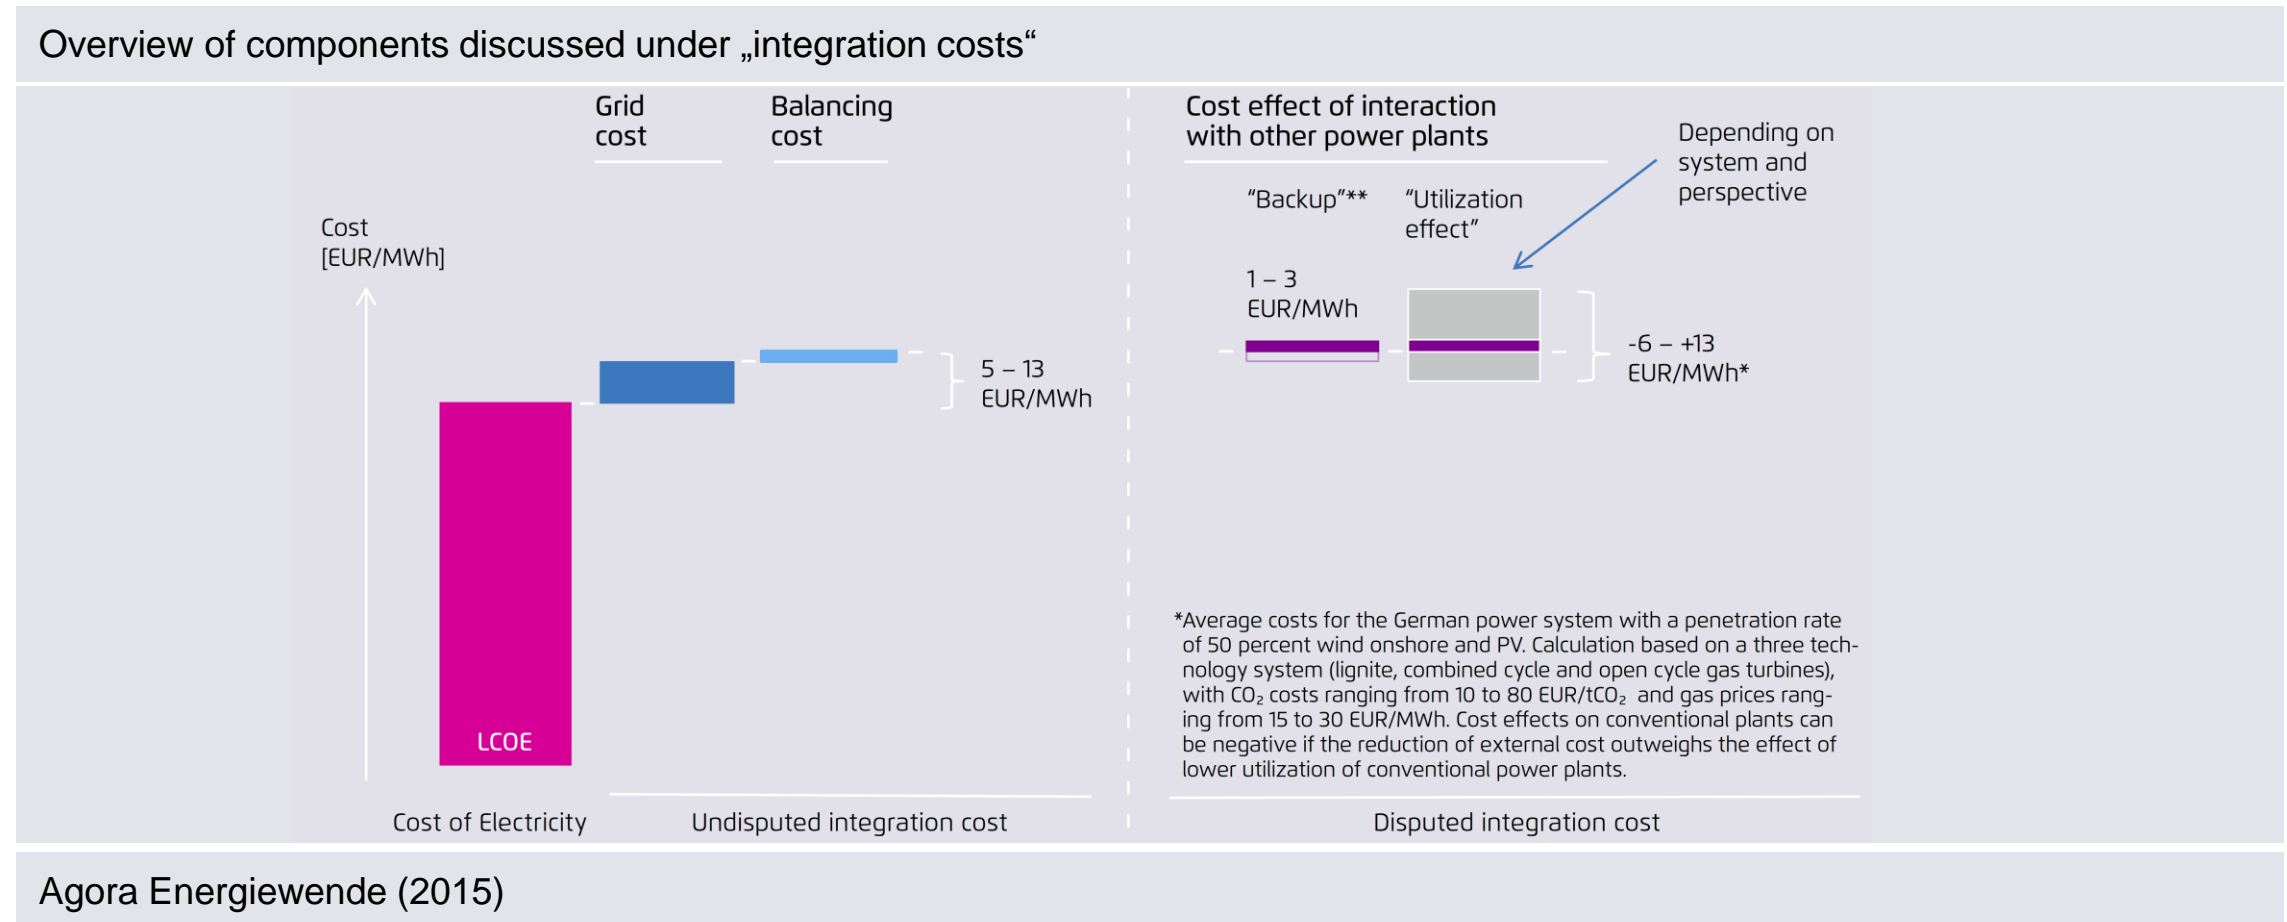 Overview of components discussed under „integration costs“
Grid
cost
Balancing
cost
Cost
[EUR/MWh]
5 – 13
EUR/MWh
LCOE
Cost of Electricity
Undisputed integration cost
Cost effect of interaction
with other power plants
Depending on
system and
perspective
“Backup”**
“Utilization
effect”
1 – 3
EUR/MWh
-6 – +13
EUR/MWh*
*Average costs for the German power system with a penetration rate
of 50 percent wind onshore and PV. Calculation based on a three tech-
nology system (lignite, combined cycle and open cycle gas turbines),
with CO₂ costs ranging from 10 to 80 EUR/tCO₂ and gas prices rang-
ing from 15 to 30 EUR/MWh. Cost effects on conventional plants can
be negative if the reduction of external cost outweighs the effect of
lower utilization of conventional power plants.
Disputed integration cost
Agora Energiewende (2015)